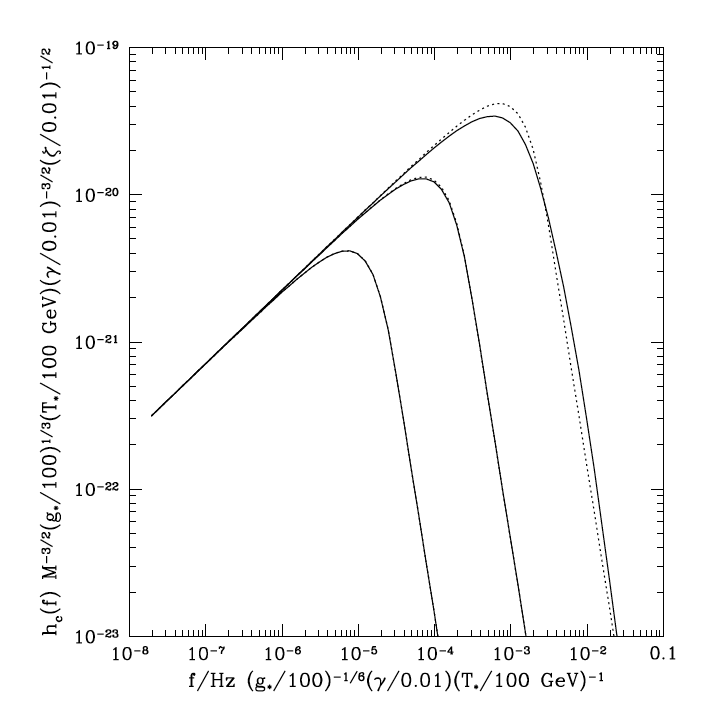 h_c(f) M^{-3/2}(g_*/100)^{1/3}(T_*/100 GeV)(γ/0.01)^{-3/2}(ζ/0.01)^{-1/2}
10^{-19}
10^{-20}
10^{-21}
10^{-22}
10^{-23}
10^{-8} 10^{-7} 10^{-6} 10^{-5} 10^{-4} 10^{-3} 10^{-2} 0.1
f/Hz (g_*/100)^{-1/6}(γ/0.01)(T_*/100 GeV)^{-1}